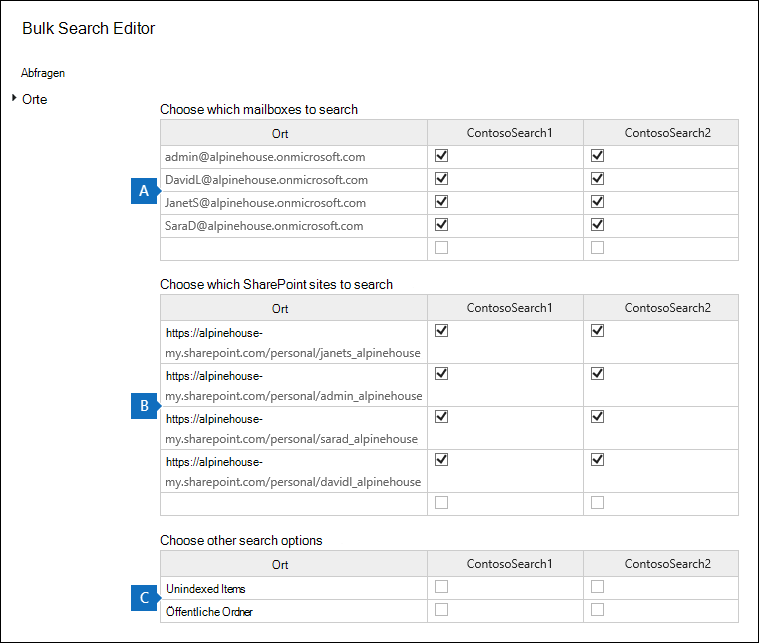 Bulk Search Editor
Abfragen
Orte
Choose which mailboxes to search
Ort ContosoSearch1 ContosoSearch2
admin@alpinehouse.onmicrosoft.com
DavidL@alpinehouse.onmicrosoft.com
A
JanetS@alpinehouse.onmicrosoft.com
SaraD@alpinehouse.onmicrosoft.com
Choose which SharePoint sites to search
Ort ContosoSearch1 ContosoSearch2
https://alpinehouse-
my.sharepoint.com/personal/janets_alpinehouse
https://alpinehouse-
my.sharepoint.com/personal/admin_alpinehouse
B
https://alpinehouse-
my.sharepoint.com/personal/sarad_alpinehouse
https://alpinehouse-
my.sharepoint.com/personal/davidl_alpinehouse
Choose other search options
Ort ContosoSearch1 ContosoSearch2
Unindexed Items
C
Öffentliche Ordner